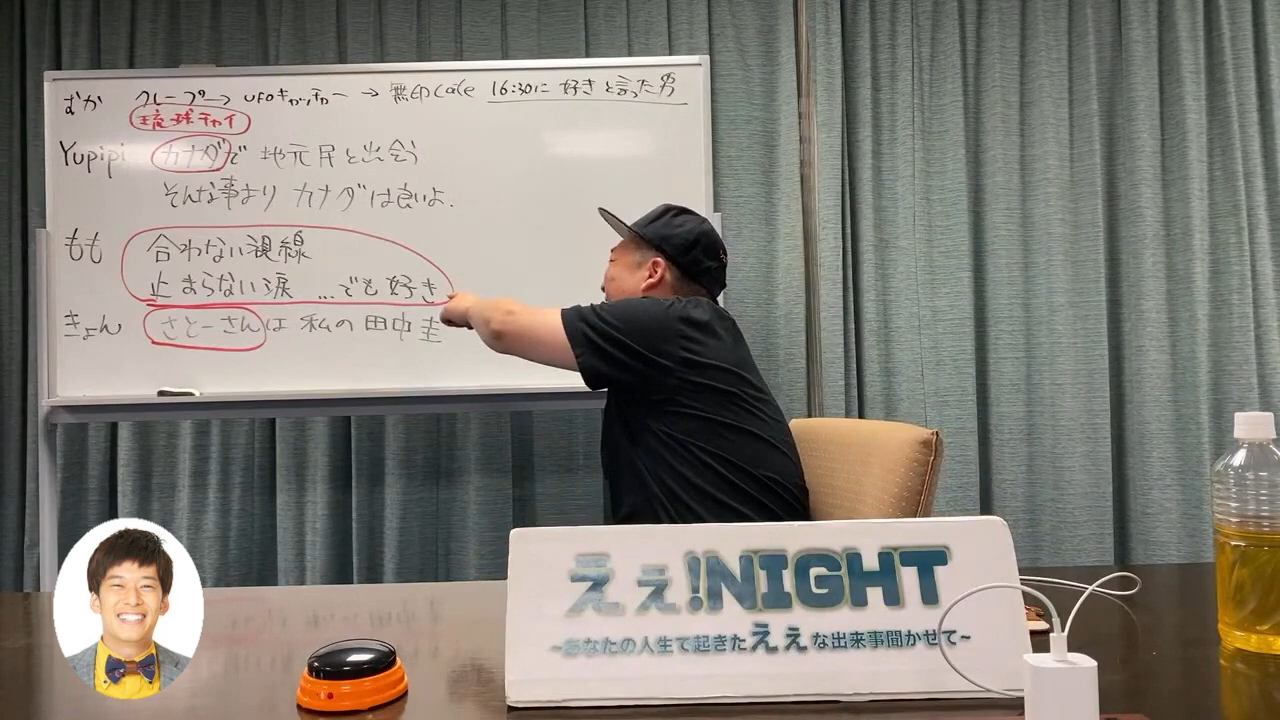 むか クレープ→UFOキャッチャー→無印cafe 16:30に好きと言った男
琉球チャイ
Yupipi カナダで地元民と出会う
そんな事よりカナダは良いよ.
もも 合わない視線
止まらない涙 ...でも好き
きょん さとーさんは私の田中圭
えぇ!NIGHT
~あなたの人生で起きたえぇな出来事聞かせて~